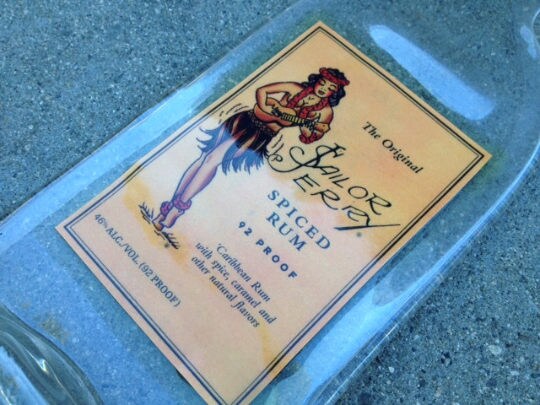 The Original
SAILOR
JERRY®
SPICED
RUM
92 PROOF
'Caribbean Rum
with spice, caramel and
other natural flavors
46% ALC./VOL. (92 PROOF)